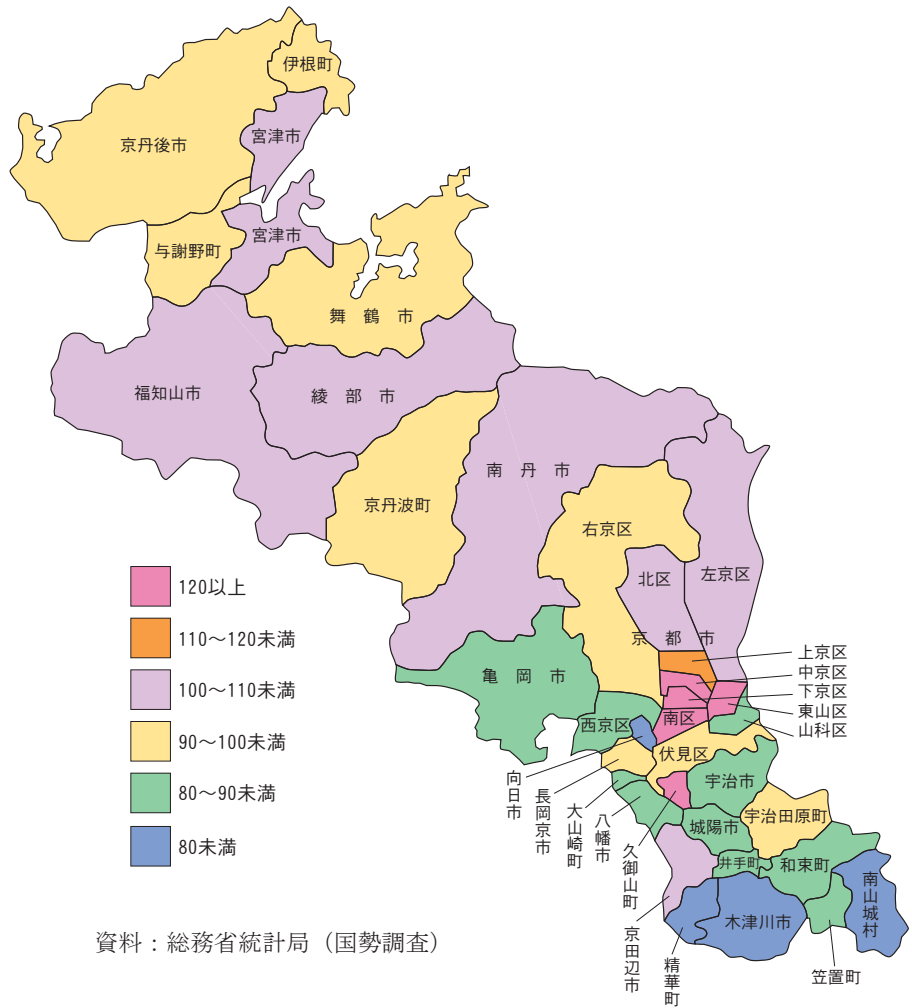 伊根町
京丹後市
宮津市
与謝野町
宮津市
舞鶴市
福知山市
綾部市
南丹市
京丹波町
右京区
北区
左京区
京都市
120以上
110～120未満
100～110未満
90～100未満
80～90未満
80未満
上京区
中京区
下京区
東山区
山科区
亀岡市
西京区
南区
伏見区
向日市
長岡京市
大山崎町
八幡市
久御山町
宇治市
城陽市
宇治田原町
井手町
和束町
南山城村
木津川市
京田辺市
精華町
笠置町
資料：総務省統計局（国勢調査）